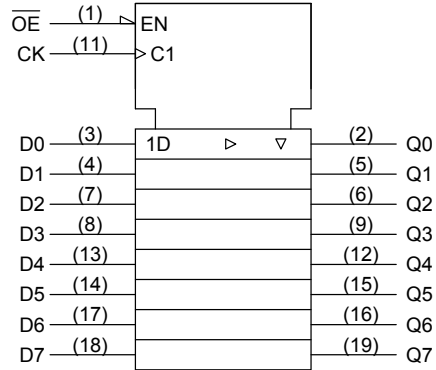 OE (1) EN
CK (11) C1
D0 (3) 1D (2) Q0
D1 (4) (5) Q1
D2 (7) (6) Q2
D3 (8) (9) Q3
D4 (13) (12) Q4
D5 (14) (15) Q5
D6 (17) (16) Q6
D7 (18) (19) Q7